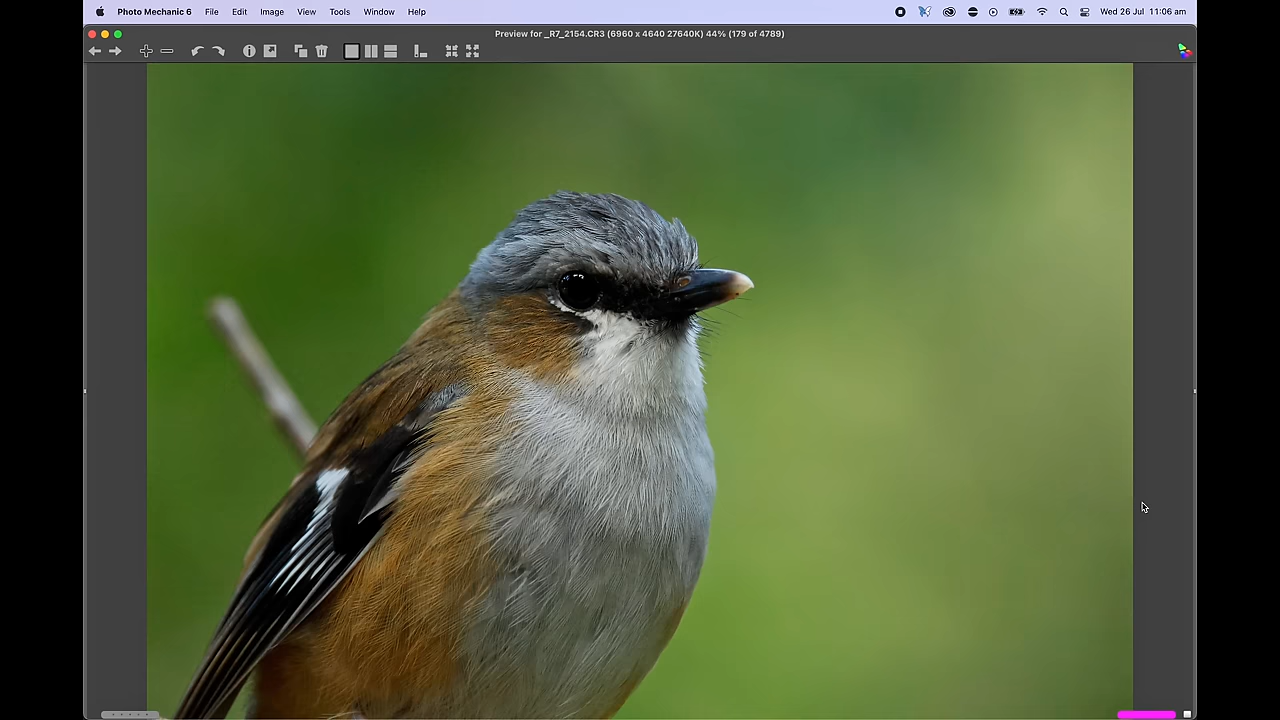 Photo Mechanic 6 File Edit Image View Tools Window Help Wed 26 Jul 11:06 am
Preview for _R7_2154.CR3 (6960 x 4640 27640K) 44% (179 of 4789)